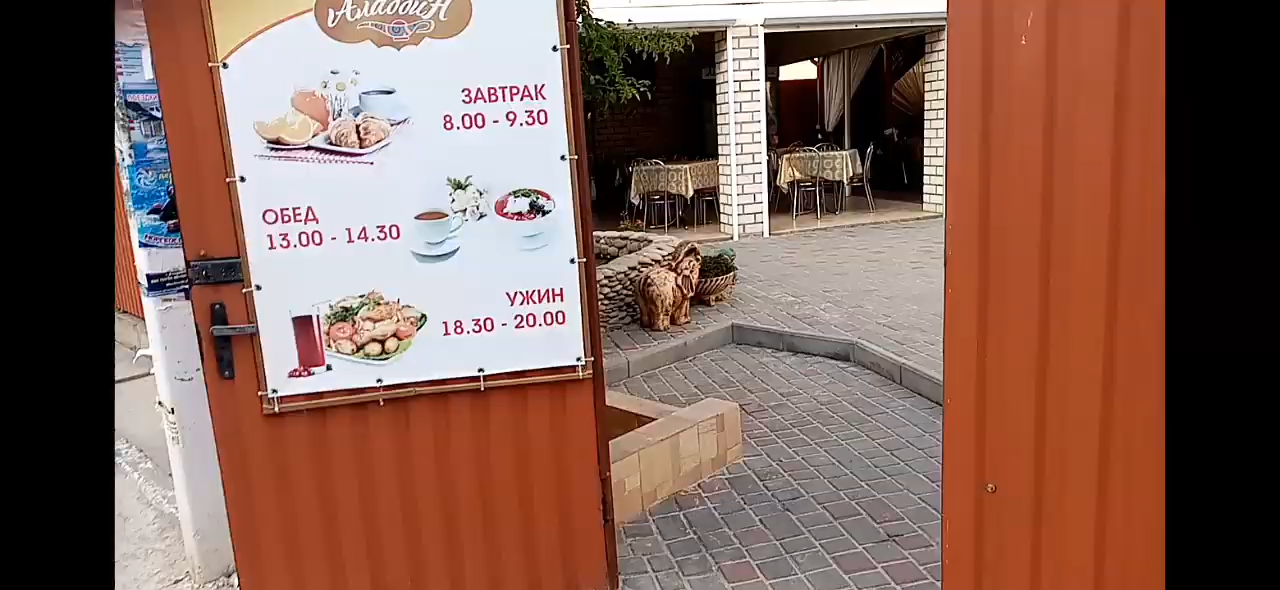 Аладдин
ЗАВТРАК
8.00 - 9.30
ОБЕД
13.00 - 14.30
УЖИН
18.30 - 20.00